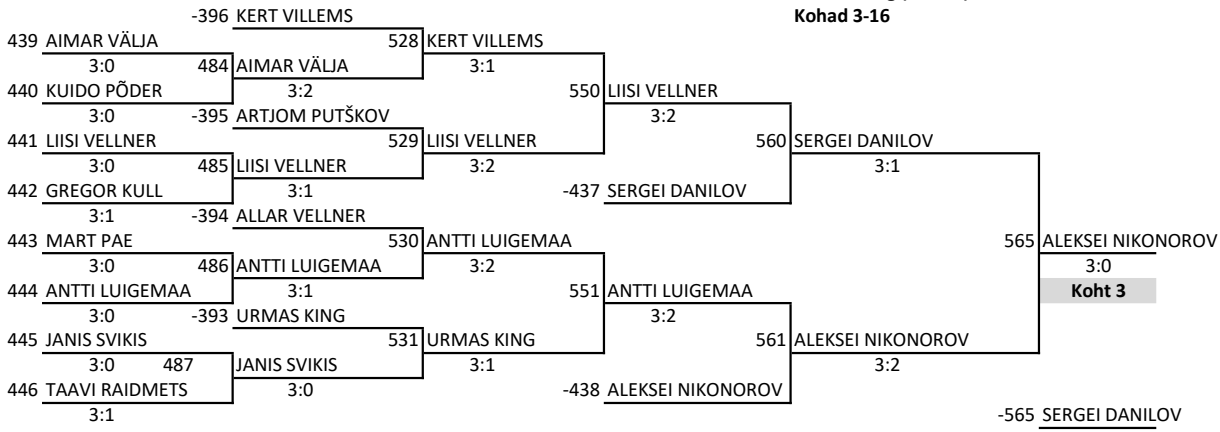 -396 KERT VILLEMS
Kohad 3-16
439 AIMAR VÄLJA
528 KERT VILLEMS
3:0
484 AIMAR VÄLJA
3:1
440 KUIDO PÕDER
3:2
550 LIISI VELLNER
3:0
-395 ARTJOM PUTŠKOV
3:2
441 LIISI VELLNER
529 LIISI VELLNER
560 SERGEI DANILOV
3:0
485 LIISI VELLNER
3:2
3:1
442 GREGOR KULL
3:1
-437 SERGEI DANILOV
3:1
-394 ALLAR VELLNER
443 MART PAE
530 ANTTI LUIGEMAA
565 ALEKSEI NIKONOROV
3:0
486 ANTTI LUIGEMAA
3:2
3:0
444 ANTTI LUIGEMAA
3:1
551 ANTTI LUIGEMAA
Koht 3
3:0
-393 URMAS KING
3:2
445 JANIS SVIKIS
531 URMAS KING
561 ALEKSEI NIKONOROV
3:0
487 JANIS SVIKIS
3:1
3:2
446 TAAVI RAIDMETS
3:0
-438 ALEKSEI NIKONOROV
3:1
-565 SERGEI DANILOV